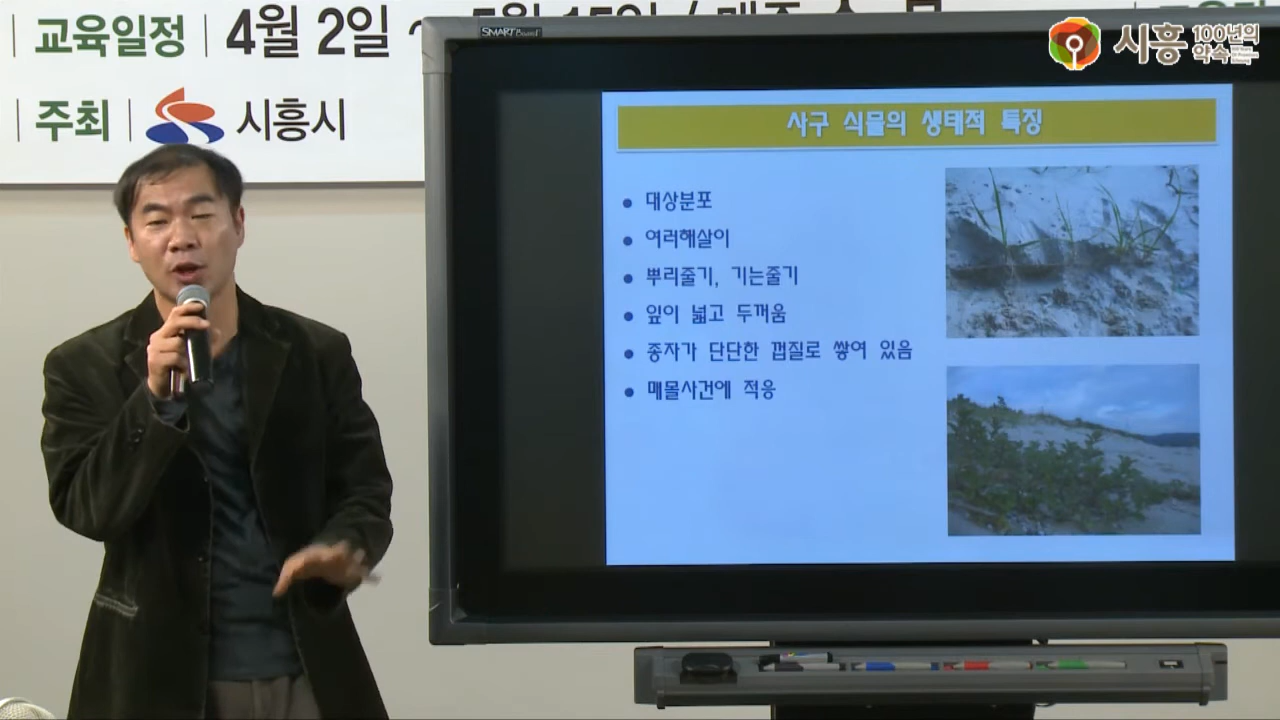 교육일정 | 4월 2일 ~
주최 | 시흥시
SMART Board
시흥 100년의 약속
사구 식물의 생태적 특징
• 대상분포
• 여러해살이
• 뿌리줄기, 기는줄기
• 잎이 넓고 두꺼움
• 종자가 단단한 껍질로 쌓여 있음
• 매몰사건에 적응